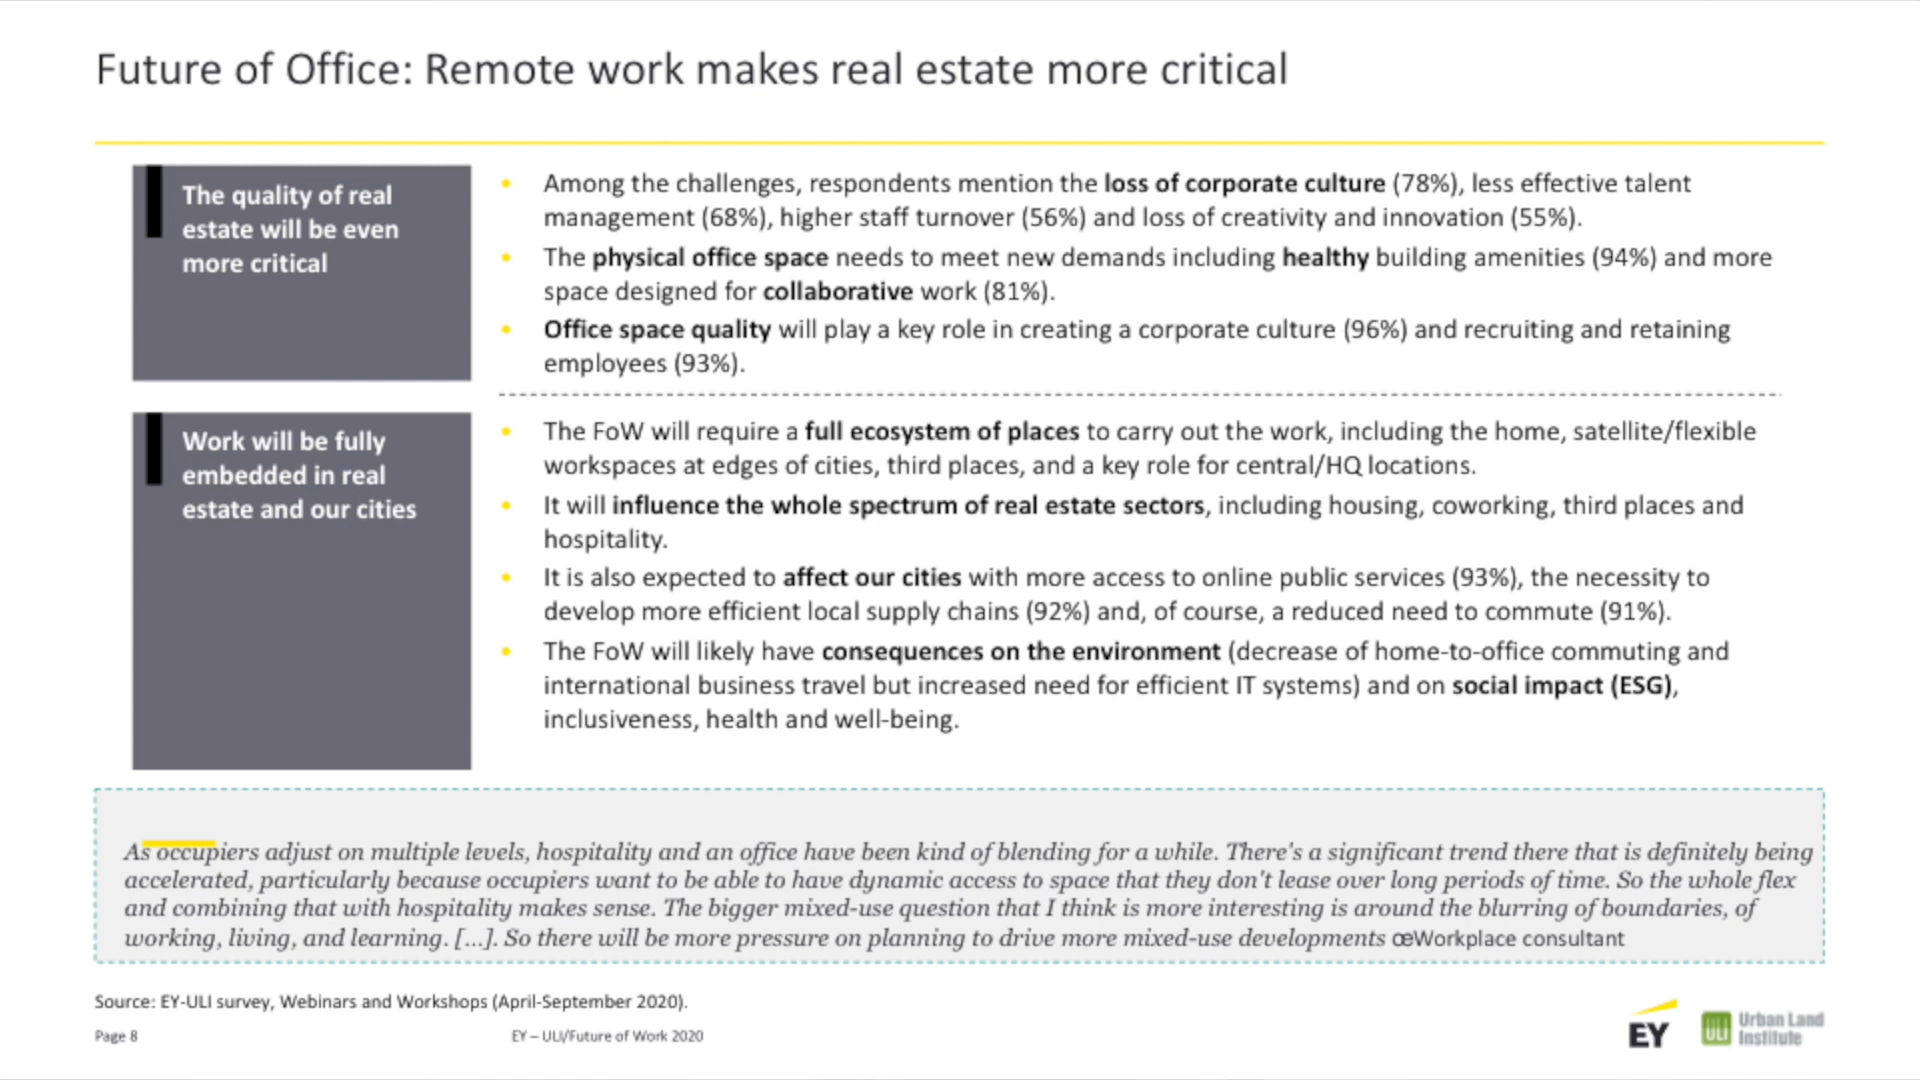 Future of Office: Remote work makes real estate more critical
The quality of real
estate will be even
more critical
• Among the challenges, respondents mention the loss of corporate culture (78%), less effective talent
management (68%), higher staff turnover (56%) and loss of creativity and innovation (55%).
• The physical office space needs to meet new demands including healthy building amenities (94%) and more
space designed for collaborative work (81%).
• Office space quality will play a key role in creating a corporate culture (96%) and recruiting and retaining
employees (93%).
Work will be fully
embedded in real
estate and our cities
• The FoW will require a full ecosystem of places to carry out the work, including the home, satellite/flexible
workspaces at edges of cities, third places, and a key role for central/HQ locations.
• It will influence the whole spectrum of real estate sectors, including housing, coworking, third places and
hospitality.
• It is also expected to affect our cities with more access to online public services (93%), the necessity to
develop more efficient local supply chains (92%) and, of course, a reduced need to commute (91%).
• The FoW will likely have consequences on the environment (decrease of home-to-office commuting and
international business travel but increased need for efficient IT systems) and on social impact (ESG),
inclusiveness, health and well-being.
As occupiers adjust on multiple levels, hospitality and an office have been kind of blending for a while. There's a significant trend there that is definitely being
accelerated, particularly because occupiers want to be able to have dynamic access to space that they don't lease over long periods of time. So the whole flex
and combining that with hospitality makes sense. The bigger mixed-use question that I think is more interesting is around the blurring of boundaries, of
working, living, and learning. [...]. So there will be more pressure on planning to drive more mixed-use developments œWorkplace consultant
Source: EY-ULI survey, Webinars and Workshops (April-September 2020).
Page 8
EY – ULI/Future of Work 2020
EY
ULI
Urban Land
Institute